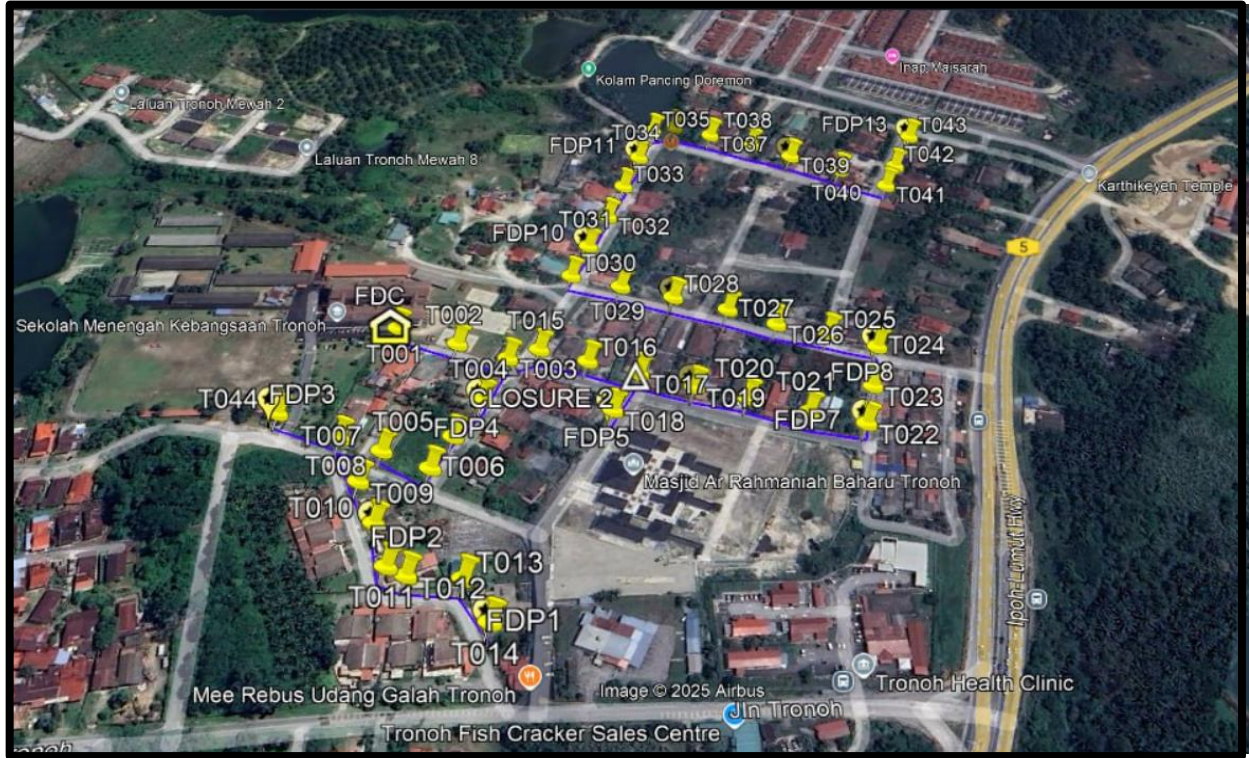 Inap Maisarah
Kolam Pancing Doremon
Laluan Tronoh Mewah 2
T035
T038
FDP13
T043
T034
T037
FDP11
T042
Laluan Tronoh Mewah 8
T039
T033
T040
T041
Karthikeyen Temple
T031
T032
FDP10
5
T030
T028
FDC
T029
T027
Sekolah Menengah Kebangsaan Tronoh
T002
T015
T026
T025
T001
T016
T024
T004
T003
T020
FDP8
T017
T021
T044
FDP3
CLOSURE 2
T019
T023
T005
FDP4
FDP5
T018
FDP7
T022
T007
T008
T006
Masjid Ar Rahmaniah Baharu Tronoh
T009
T010
FDP2
Ipoh-Lumut Hwy
T013
T011
T012
FDP1
T014
Tronoh Health Clinic
Mee Rebus Udang Galah Tronoh
Image © 2025 Airbus
Jln Tronoh
Tronoh Fish Cracker Sales Centre